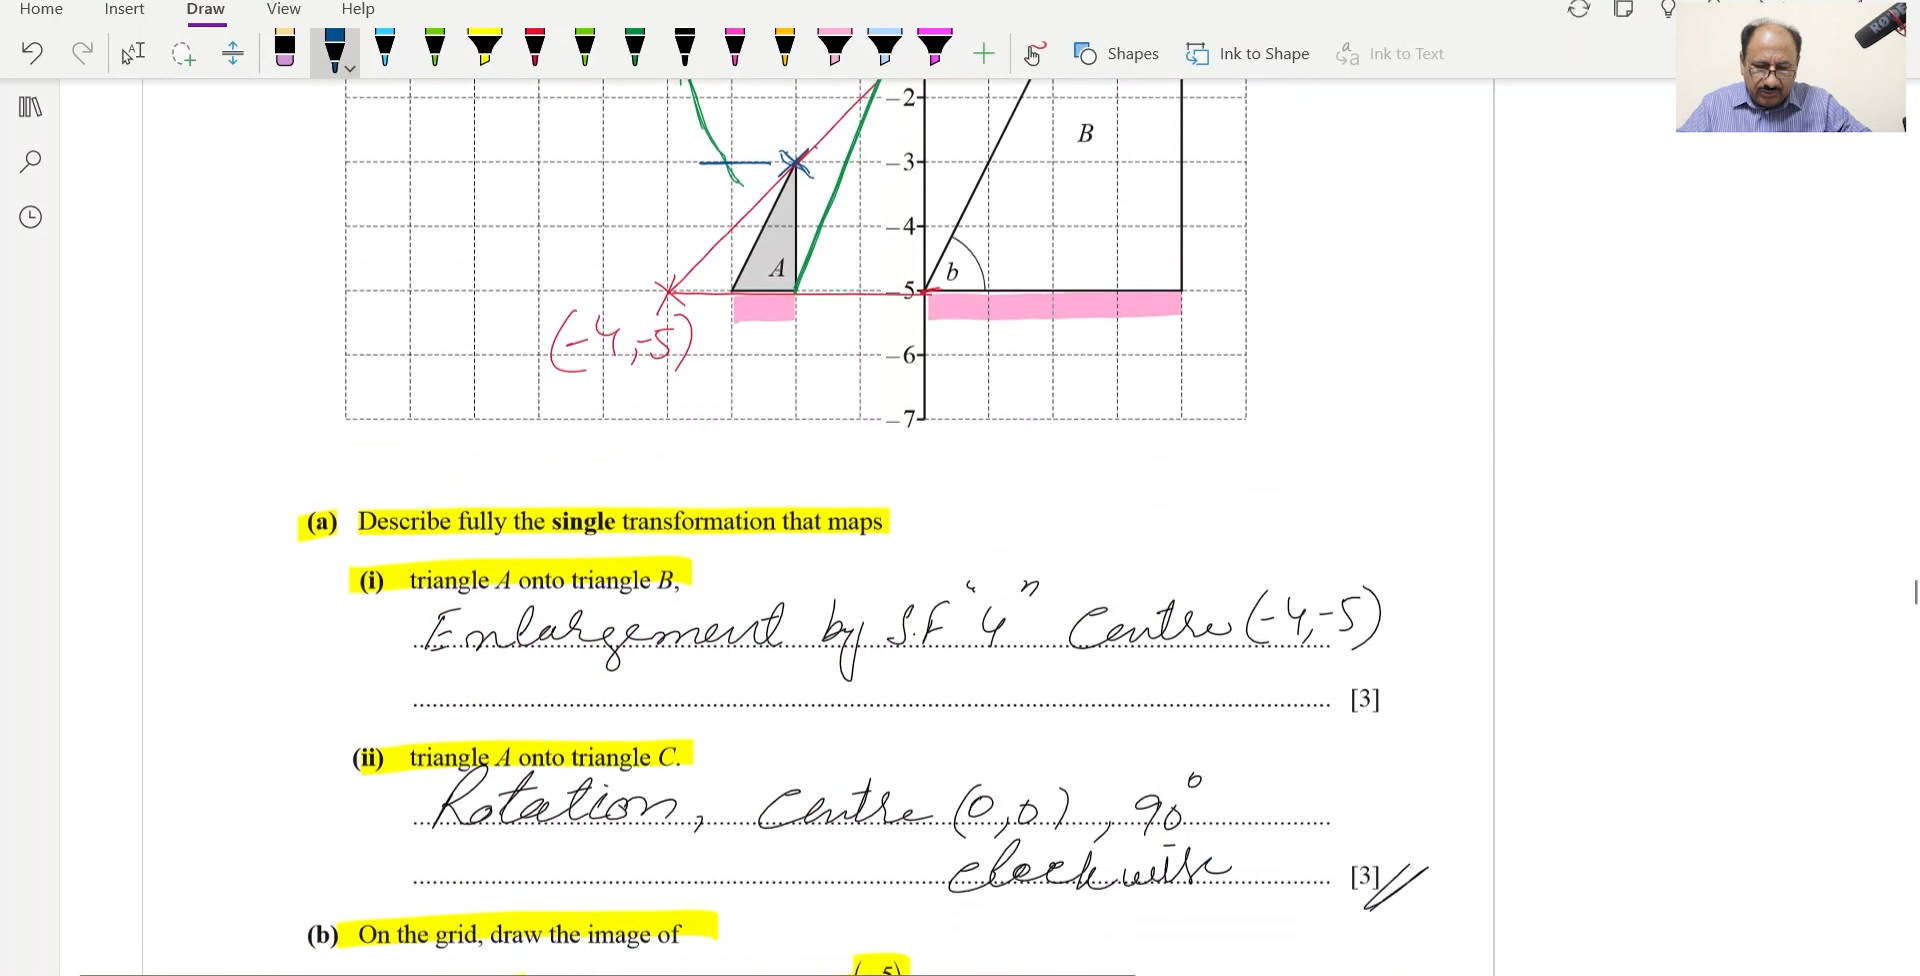 Home Insert Draw View Help
Shapes Ink to Shape Ink to Text
RØDE
-2
B
-3
-4
A
b
-5
(-4,-5)
-6
-7
(a) Describe fully the single transformation that maps
(i) triangle A onto triangle B,
Enlargement by S.F "4" Centre (-4,-5)
[3]
(ii) triangle A onto triangle C.
Rotation, Centre (0,0), 90°
clockwise
[3]
(b) On the grid, draw the image of